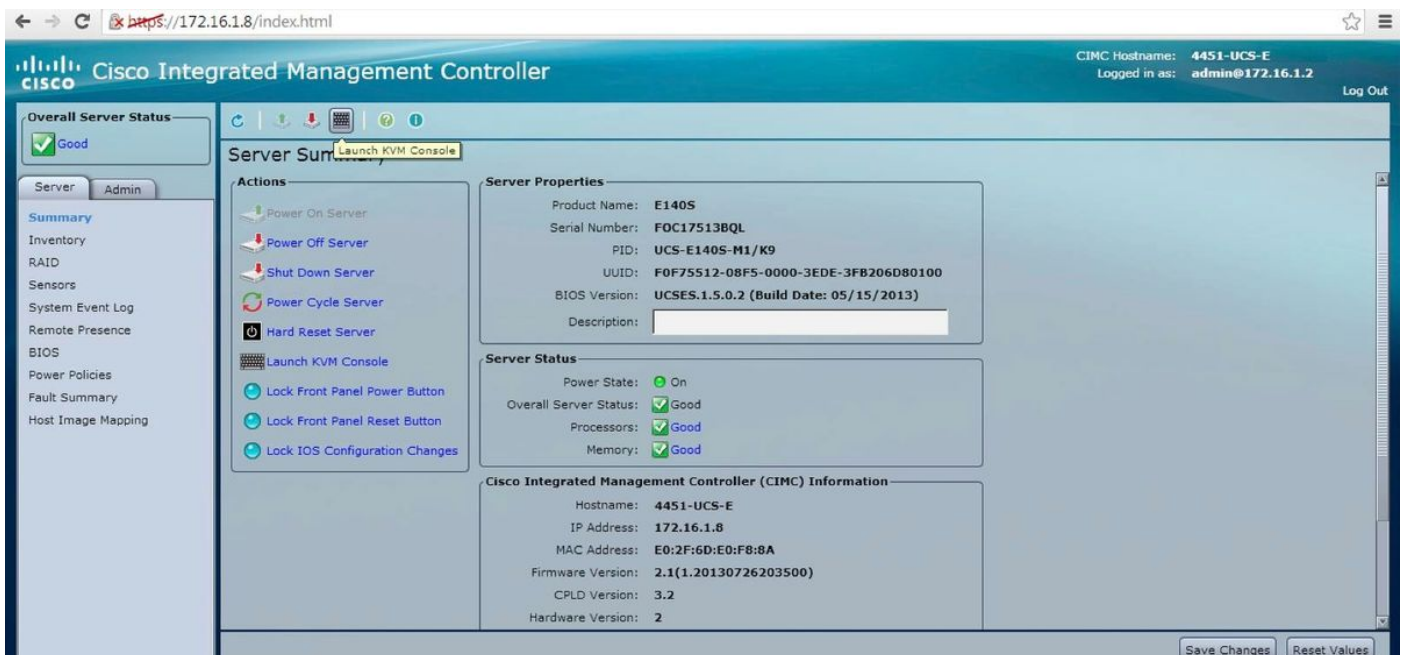 https://172.16.1.8/index.html
CISCO
Cisco Integrated Management Controller
CIMC Hostname: 4451-UCS-E
Logged in as: admin@172.16.1.2
Log Out
Overall Server Status
Good
Launch KVM Console
Server Admin
Summary
Inventory
RAID
Sensors
System Event Log
Remote Presence
BIOS
Power Policies
Fault Summary
Host Image Mapping
Server
Actions
Power On Server
Power Off Server
Shut Down Server
Power Cycle Server
Hard Reset Server
Launch KVM Console
Lock Front Panel Power Button
Lock Front Panel Reset Button
Lock IOS Configuration Changes
Server Properties
Product Name: E140S
Serial Number: FOC17513BQL
PID: UCS-E140S-M1/K9
UUID: F0F75512-08F5-0000-3EDE-3FB206D80100
BIOS Version: UCSES.1.5.0.2 (Build Date: 05/15/2013)
Description:
Server Status
Power State: On
Overall Server Status: Good
Processors: Good
Memory: Good
Cisco Integrated Management Controller (CIMC) Information
Hostname: 4451-UCS-E
IP Address: 172.16.1.8
MAC Address: E0:2F:6D:E0:F8:8A
Firmware Version: 2.1(1.20130726203500)
CPLD Version: 3.2
Hardware Version: 2
Save Changes Reset Values